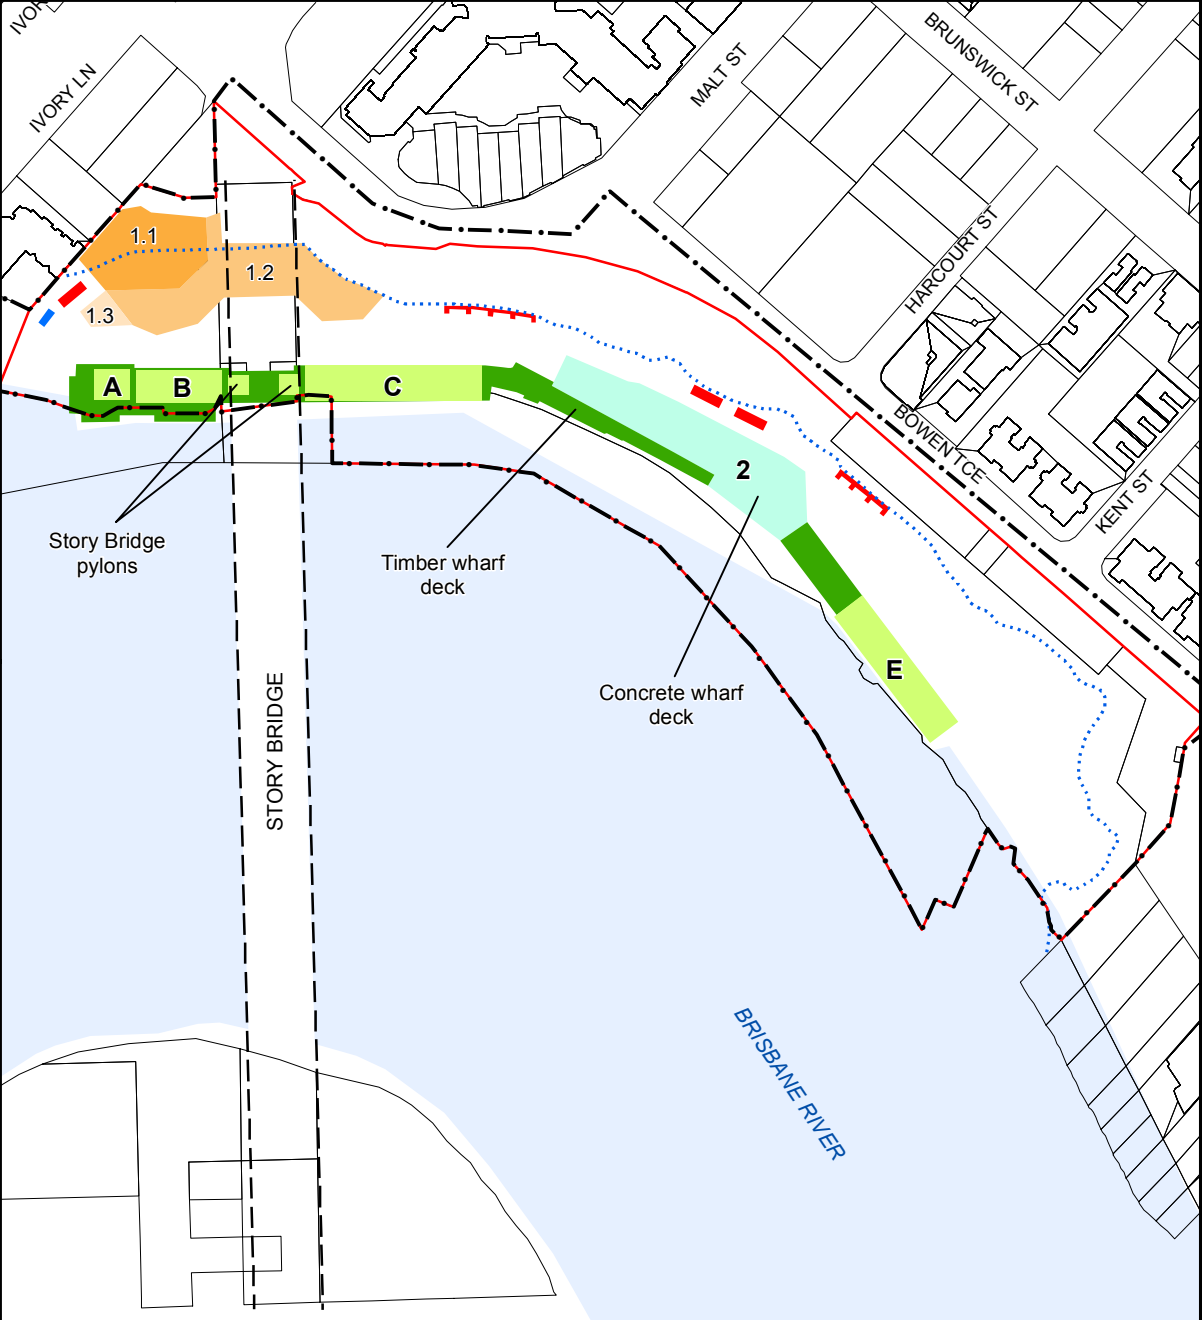 IVOR
IVORY LN
MALT ST
BRUNSWICK ST
HARCOURT ST
1.1
1.2
1.3
A
B
C
BOWEN TCE
KENT ST
2
Story Bridge
pylons
Timber wharf
deck
E
Concrete wharf
deck
STORY BRIDGE
BRISBANE RIVER